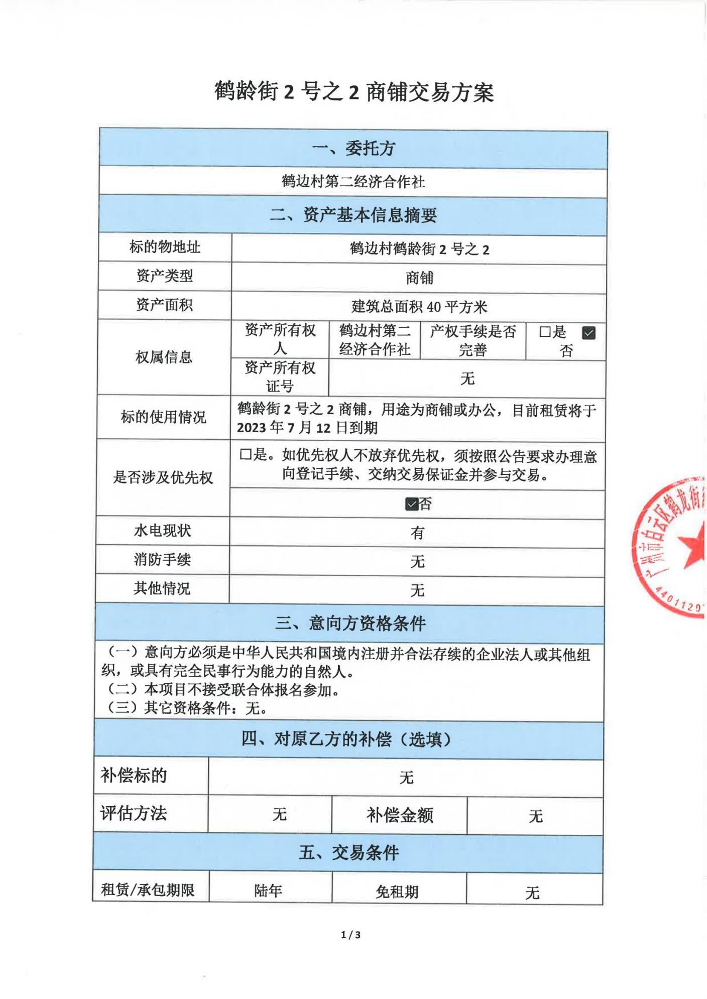 鹤龄街 2 号之 2 商铺交易方案
一、委托方
鹤边村第二经济合作社
二、资产基本信息摘要
标的物地址
鹤边村鹤龄街 2 号之 2
资产类型
商铺
资产面积
建筑总面积 40 平方米
权属信息
资产所有权
人
鹤边村第二
经济合作社
产权手续是否
完善
☐是 ☑
否
资产所有权
证号
无
标的使用情况
鹤龄街 2 号之 2 商铺，用途为商铺或办公，目前租赁将于
2023 年 7 月 12 日到期
是否涉及优先权
☐是。如优先权人不放弃优先权，须按照公告要求办理意
向登记手续、交纳交易保证金并参与交易。
☑否
水电现状
有
消防手续
无
其他情况
无
三、意向方资格条件
（一）意向方必须是中华人民共和国境内注册并合法存续的企业法人或其他组
织，或具有完全民事行为能力的自然人。
（二）本项目不接受联合体报名参加。
（三）其它资格条件：无。
四、对原乙方的补偿（选填）
补偿标的
无
评估方法
无
补偿金额
无
五、交易条件
租赁/承包期限
陆年
免租期
无
广州市白云区鹤龙街
4401120
1 / 3